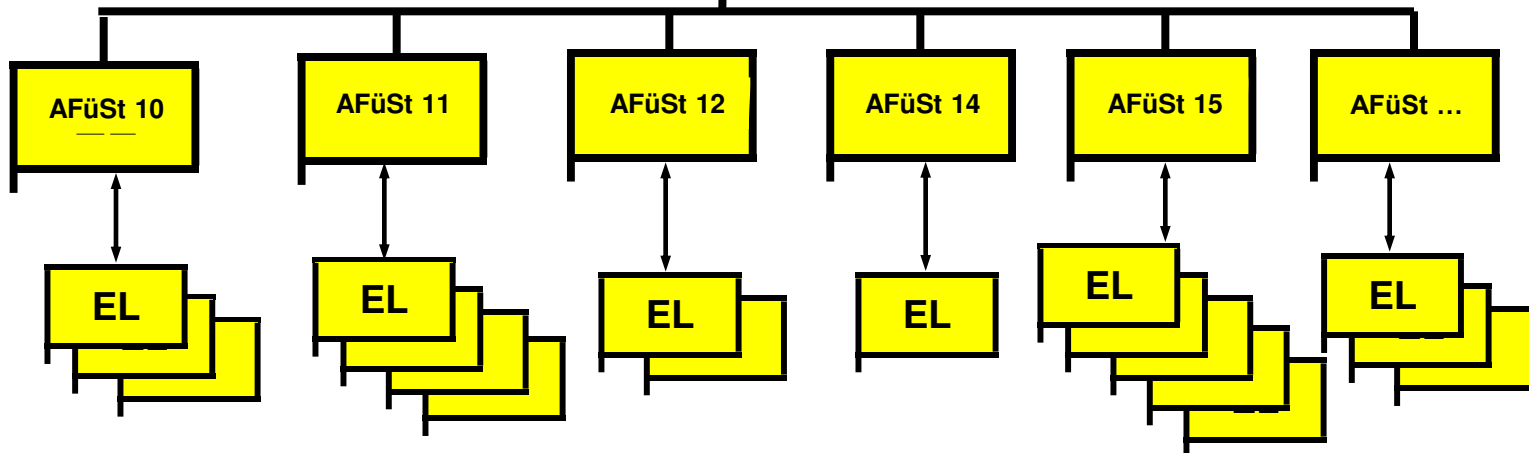 AFüSt 10
AFüSt 11
AFüSt 12
AFüSt 14
AFüSt 15
AFüSt ...
EL
EL
EL
EL
EL
EL